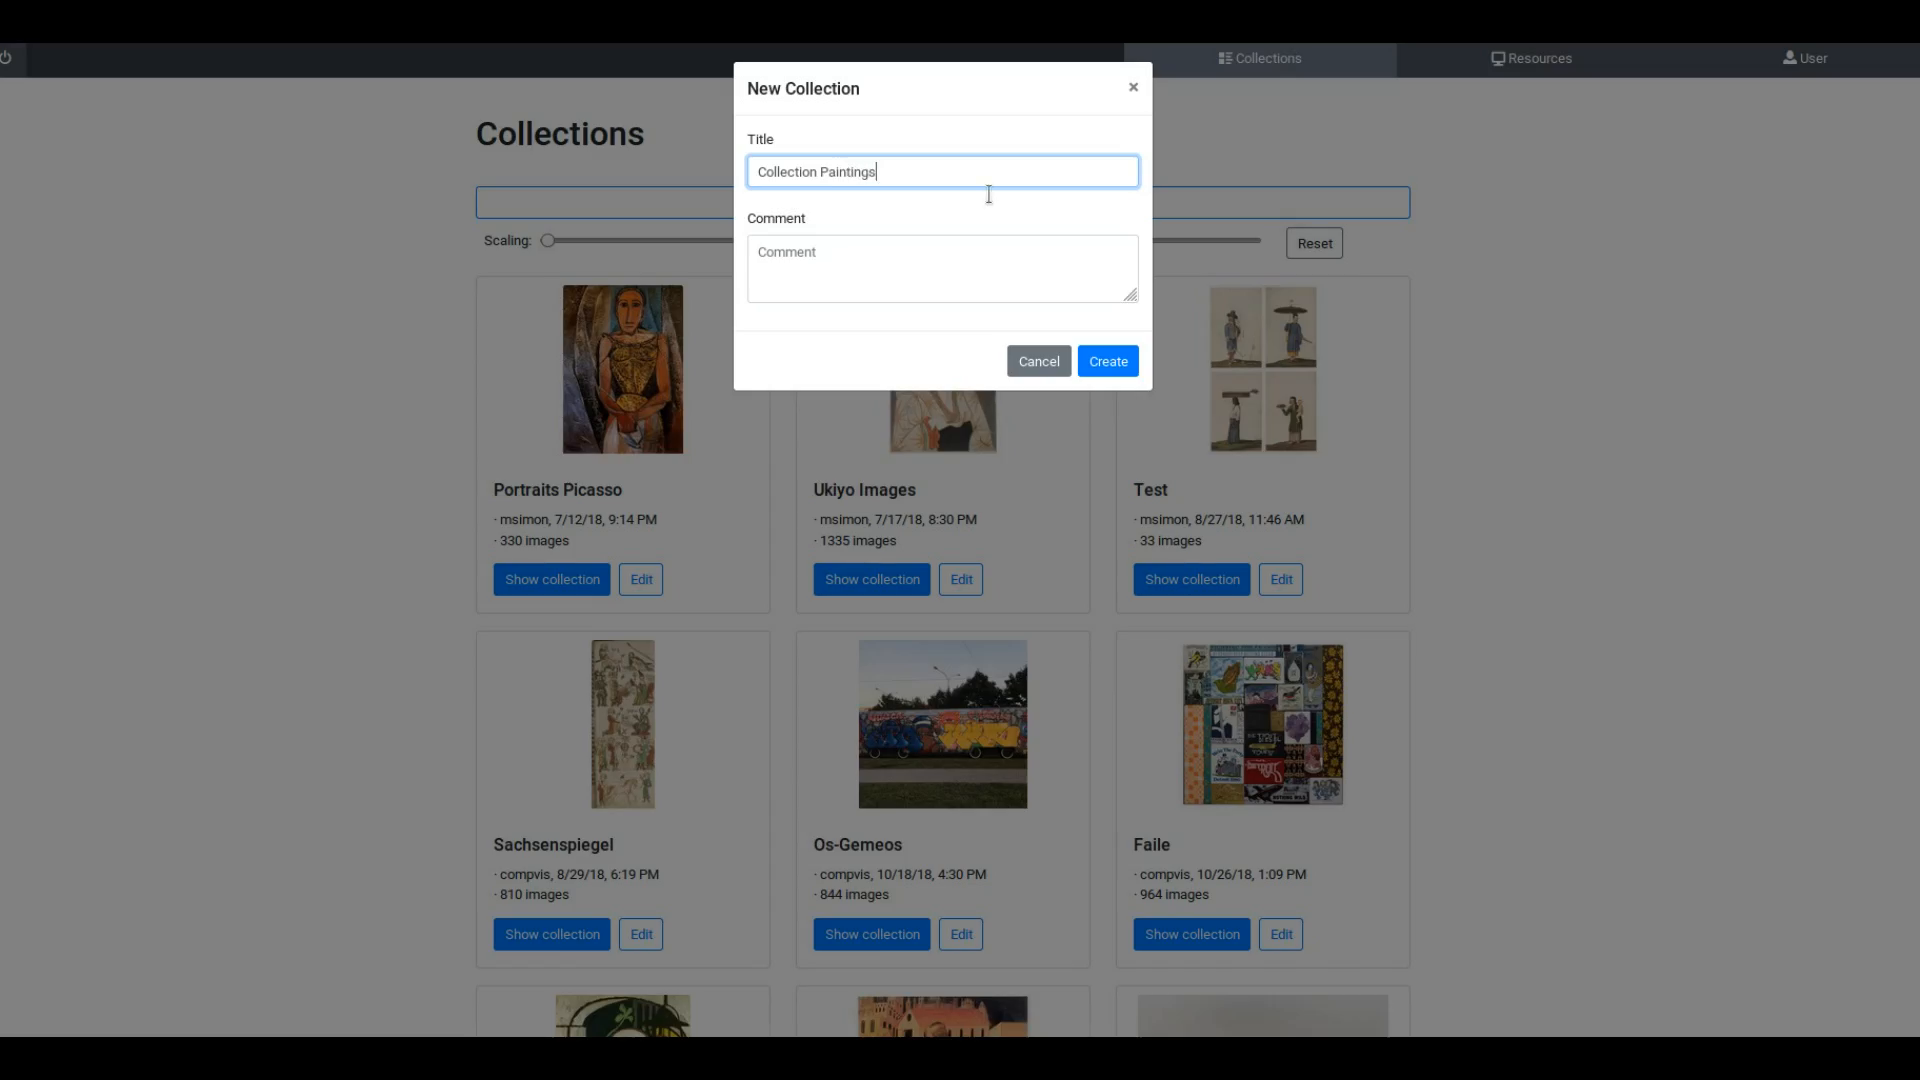 Collections
Resources
User
New Collection
×
Title
Collection Paintings
Comment
Comment
Cancel
Create
Collections
Scaling:
Reset
Portraits Picasso
· msimon, 7/12/18, 9:14 PM
· 330 images
Show collection
Edit
Ukiyo Images
· msimon, 7/17/18, 8:30 PM
· 1335 images
Show collection
Edit
Test
· msimon, 8/27/18, 11:46 AM
· 33 images
Show collection
Edit
Sachsenspiegel
· compvis, 8/29/18, 6:19 PM
· 810 images
Show collection
Edit
Os-Gemeos
· compvis, 10/18/18, 4:30 PM
· 844 images
Show collection
Edit
Faile
· compvis, 10/26/18, 1:09 PM
· 964 images
Show collection
Edit